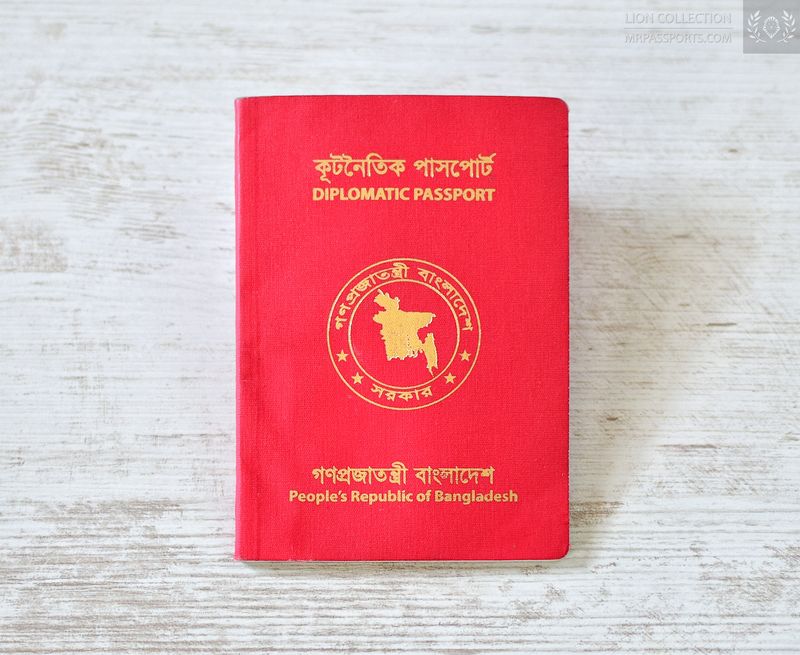 LION COLLECTION
MRPASSPORTS.COM
কূটনৈতিক পাসপোর্ট
DIPLOMATIC PASSPORT
গণপ্রজাতন্ত্রী বাংলাদেশ
সরকার
গণপ্রজাতন্ত্রী বাংলাদেশ
People's Republic of Bangladesh